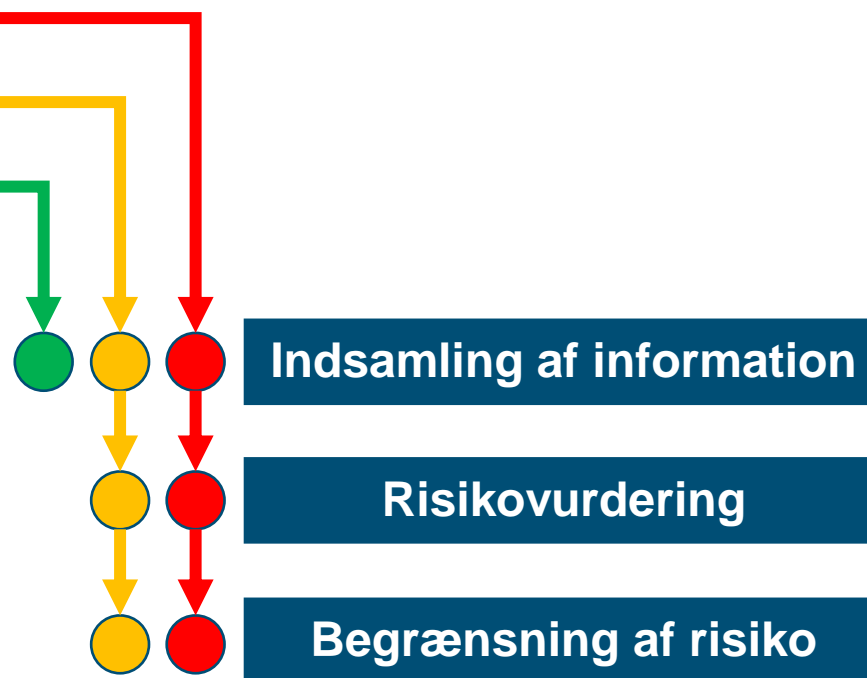 Indsamling af information
Risikovurdering
Begrænsning af risiko